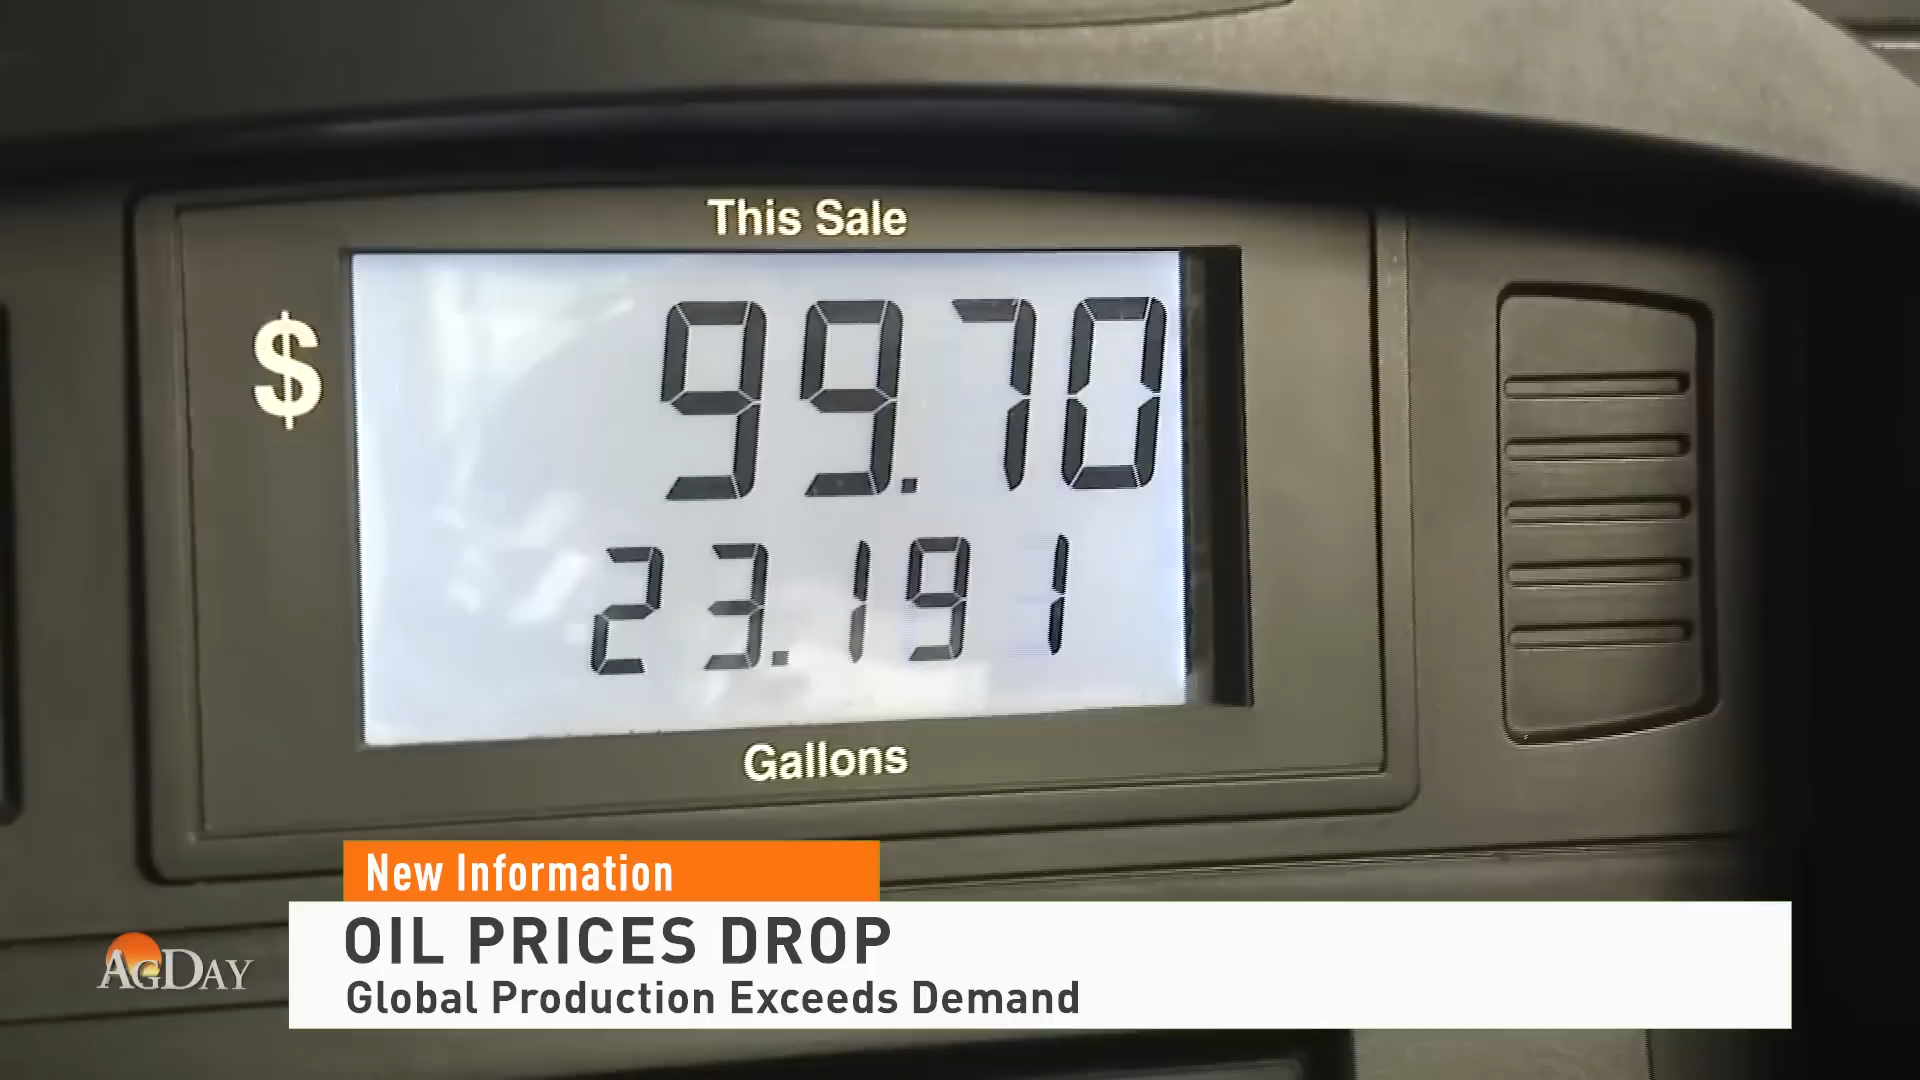 This Sale
$ 99.70
23.191
Gallons
New Information
OIL PRICES DROP
Global Production Exceeds Demand
AGDAY